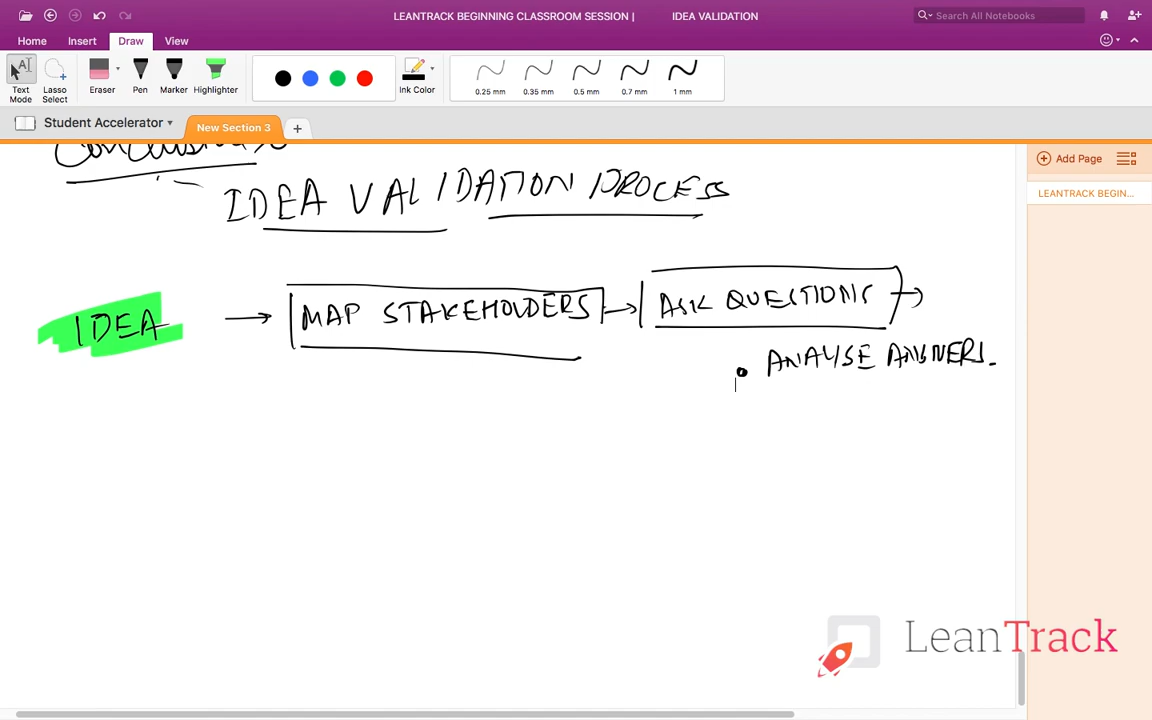 LEANTRACK BEGINNING CLASSROOM SESSION | IDEA VALIDATION
Search All Notebooks
Home Insert Draw View
Text Mode
Lasso Select
Eraser
Pen
Marker
Highlighter
Ink Color
0.25 mm 0.35 mm 0.5 mm 0.7 mm 1 mm
Student Accelerator
New Section 3
+
Add Page
LEANTRACK BEGIN...
IDEA VALIDATION PROCESS
IDEA → MAP STAKEHOLDERS → ASK QUESTIONS →
• ANALYSE ANSWERS.
LeanTrack